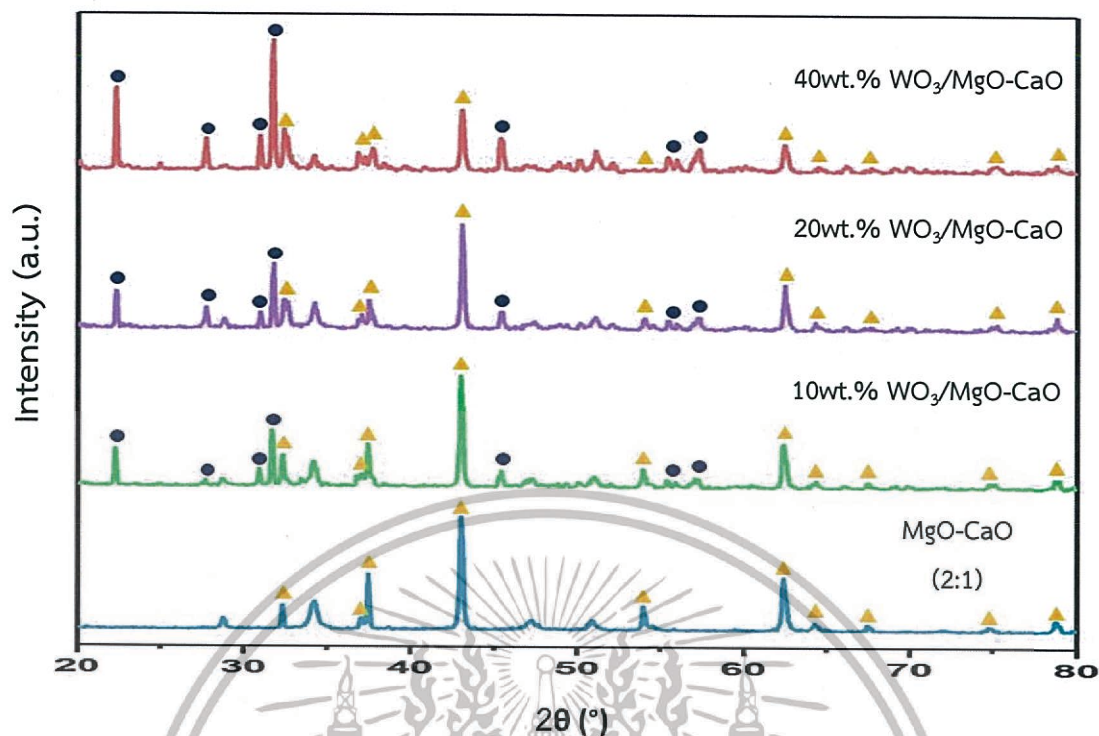 40wt.% WO₃/MgO-CaO
20wt.% WO₃/MgO-CaO
10wt.% WO₃/MgO-CaO
MgO-CaO
(2:1)
Intensity (a.u.)
20 30 40 50 60 70 80
2θ (°)